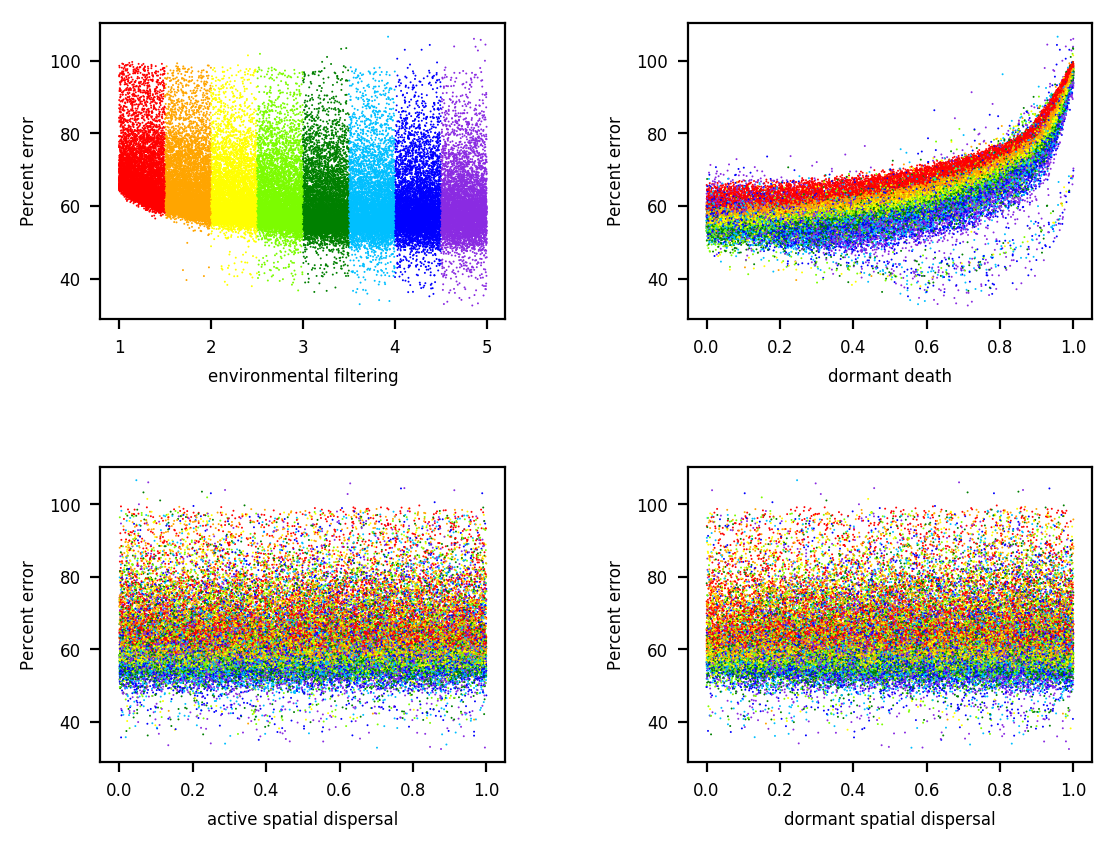 Percent error
100
80
60
40
1 2 3 4 5
environmental filtering
Percent error
100
80
60
40
0.0 0.2 0.4 0.6 0.8 1.0
dormant death
Percent error
100
80
60
40
0.0 0.2 0.4 0.6 0.8 1.0
active spatial dispersal
Percent error
100
80
60
40
0.0 0.2 0.4 0.6 0.8 1.0
dormant spatial dispersal